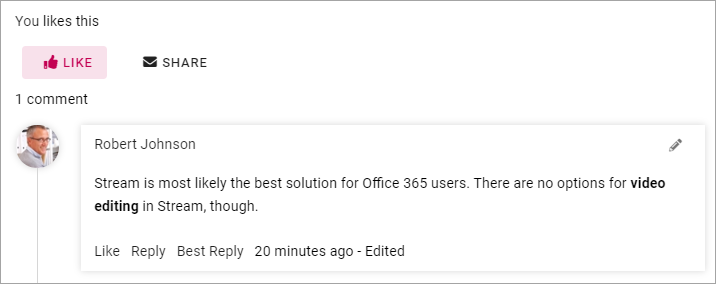 You likes this
LIKE SHARE
1 comment
Robert Johnson
Stream is most likely the best solution for Office 365 users. There are no options for video
editing in Stream, though.
Like Reply Best Reply 20 minutes ago - Edited